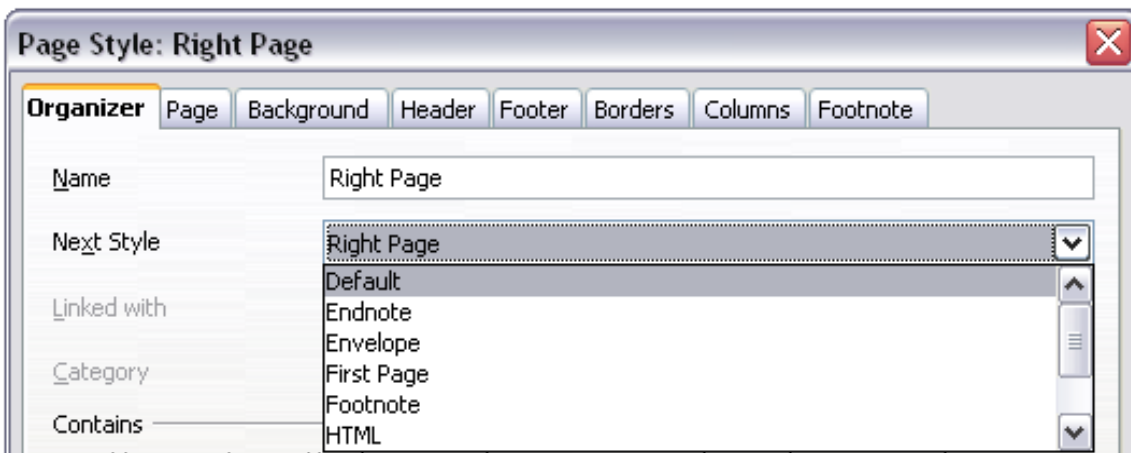 Page Style: Right Page
Organizer Page Background Header Footer Borders Columns Footnote
Name Right Page
Next Style Right Page
Default
Linked with
Endnote
Envelope
Category
First Page
Footnote
Contains
HTML